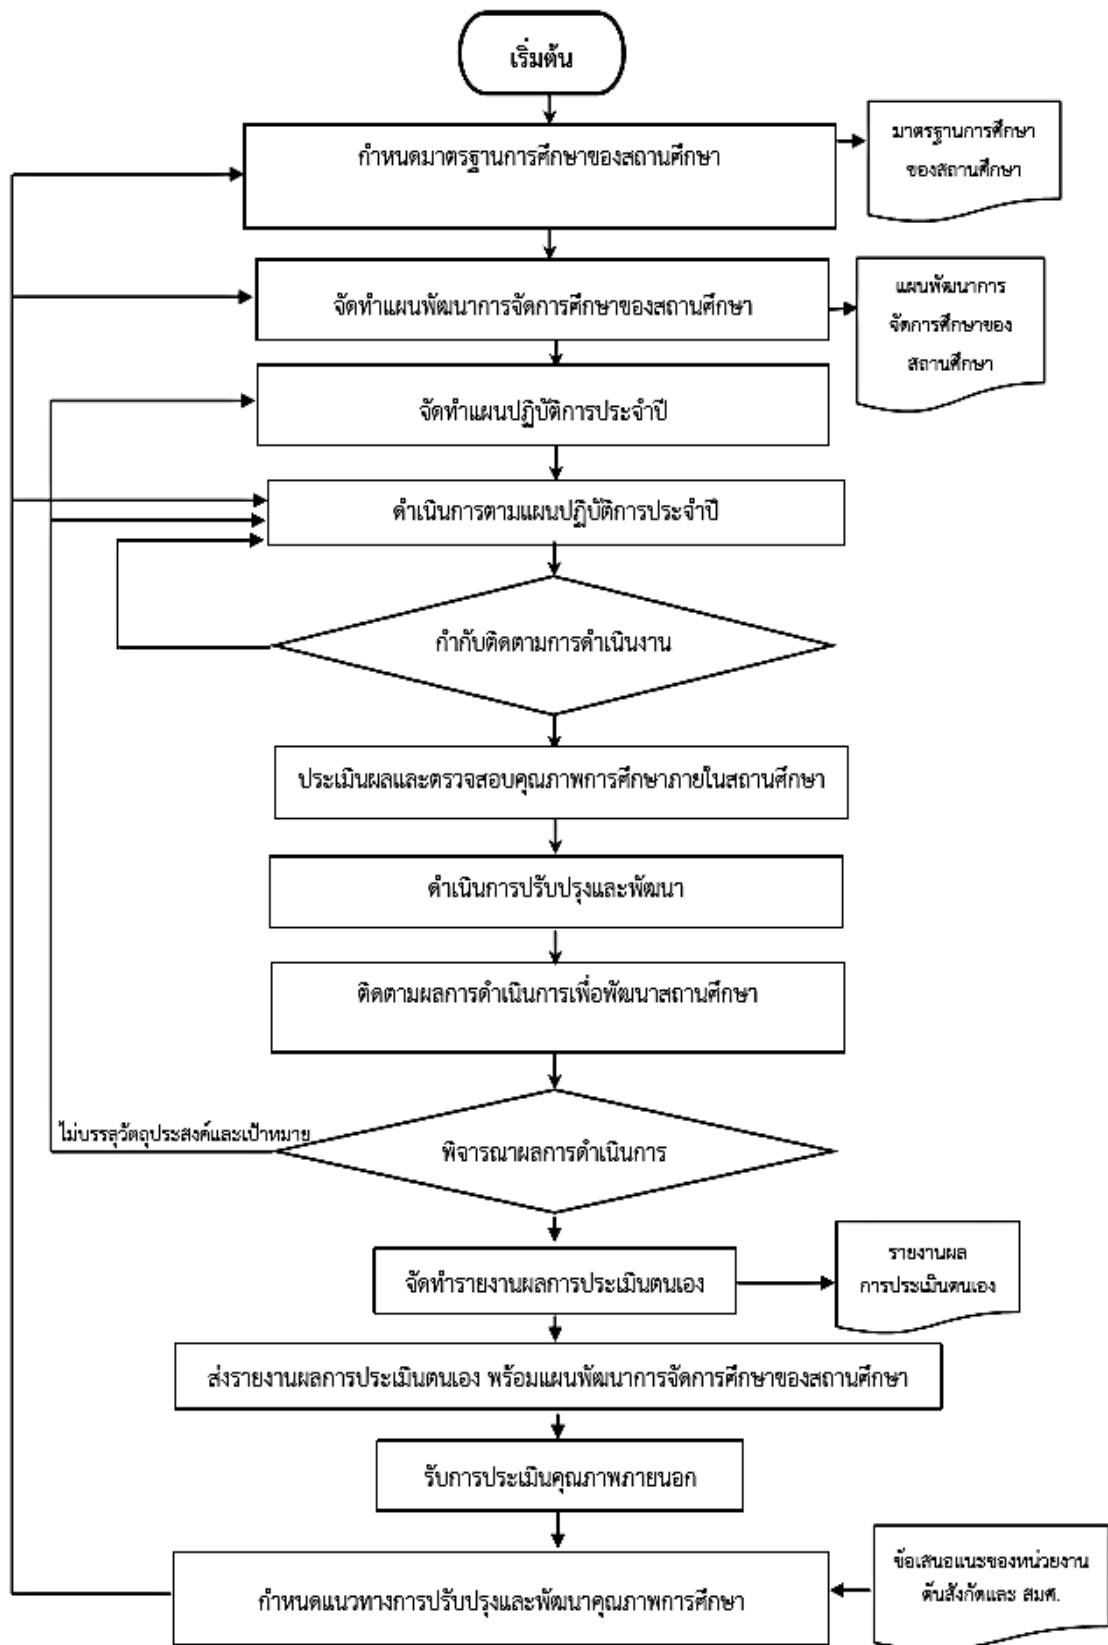 เริ่มต้น
กำหนดมาตรฐานการศึกษาของสถานศึกษา
มาตรฐานการศึกษา
ของสถานศึกษา
จัดทำแผนพัฒนาการจัดการศึกษาของสถานศึกษา
แผนพัฒนาการ
จัดการศึกษาของ
สถานศึกษา
จัดทำแผนปฏิบัติการประจำปี
ดำเนินการตามแผนปฏิบัติการประจำปี
กำกับติดตามการดำเนินงาน
ประเมินผลและตรวจสอบคุณภาพการศึกษาภายในสถานศึกษา
ดำเนินการปรับปรุงและพัฒนา
ติดตามผลการดำเนินการเพื่อพัฒนาสถานศึกษา
ไม่บรรลุวัตถุประสงค์และเป้าหมาย
พิจารณาผลการดำเนินการ
จัดทำรายงานผลการประเมินตนเอง
รายงานผล
การประเมินตนเอง
ส่งรายงานผลการประเมินตนเอง พร้อมแผนพัฒนาการจัดการศึกษาของสถานศึกษา
รับการประเมินคุณภาพภายนอก
กำหนดแนวทางการปรับปรุงและพัฒนาคุณภาพการศึกษา
ข้อเสนอแนะของหน่วยงาน
ต้นสังกัดและ สมศ.